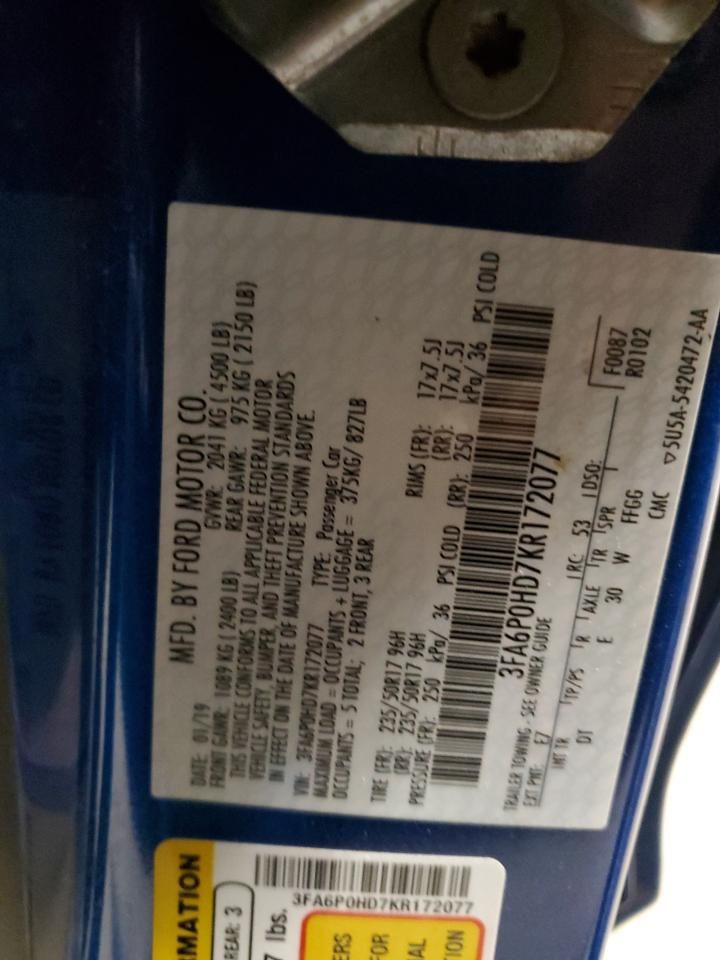 MFD. BY FORD MOTOR CO.
DATE: 01/19 GVWR: 2041 KG ( 4500 LB)
FRONT GAWR: 1089 KG ( 2400 LB) REAR GAWR: 975 KG ( 2150 LB)
THIS VEHICLE CONFORMS TO ALL APPLICABLE FEDERAL MOTOR
VEHICLE SAFETY, BUMPER, AND THEFT PREVENTION STANDARDS
IN EFFECT ON THE DATE OF MANUFACTURE SHOWN ABOVE.
VIN: 3FA6P0HD7KR172077 TYPE: Passenger Car
MAXIMUM LOAD = OCCUPANTS + LUGGAGE = 375KG/ 827LB
OCCUPANTS = 5 TOTAL; 2 FRONT, 3 REAR
TIRE (FR): 235/50R17 96H RIMS (FR): 17x7.5J
(RR): 235/50R17 96H (RR): 17x7.5J
PRESSURE (FR): 250 kPa/ 36 PSI COLD (RR): 250 kPa/ 36 PSI COLD
3FA6P0HD7KR172077
TRAILER TOWING - SEE OWNER GUIDE
EXT PNT: E7 RC: 53 DSO: F0087
R0102
INT TR TP/PS R AXLE TR SPR
DT E 30 W FFGG
CMC
5U5A-5420472-AA
RMATION
REAR: 3
7 lbs.
3FA6P0HD7KR172077
ERS
FOR
AL
TION